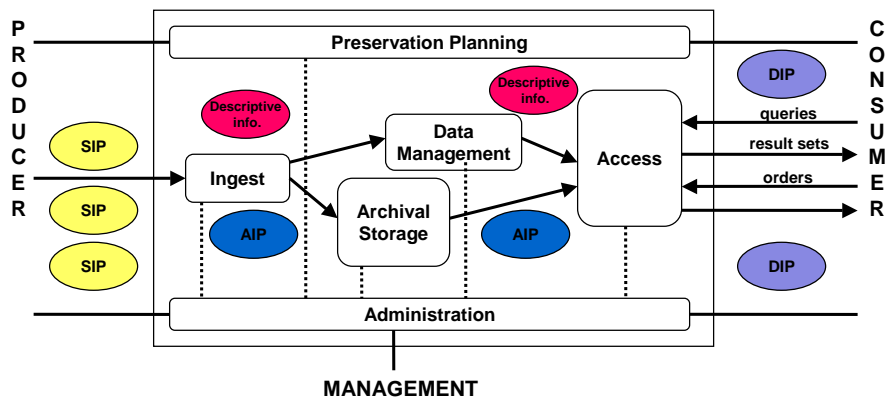 PRODUCER
CONSUMER
Preservation Planning
DIP
Descriptive
info.
Descriptive
info.
queries
SIP
Data
Management
Access
result sets
Ingest
orders
SIP
AIP
Archival
Storage
AIP
SIP
DIP
Administration
MANAGEMENT